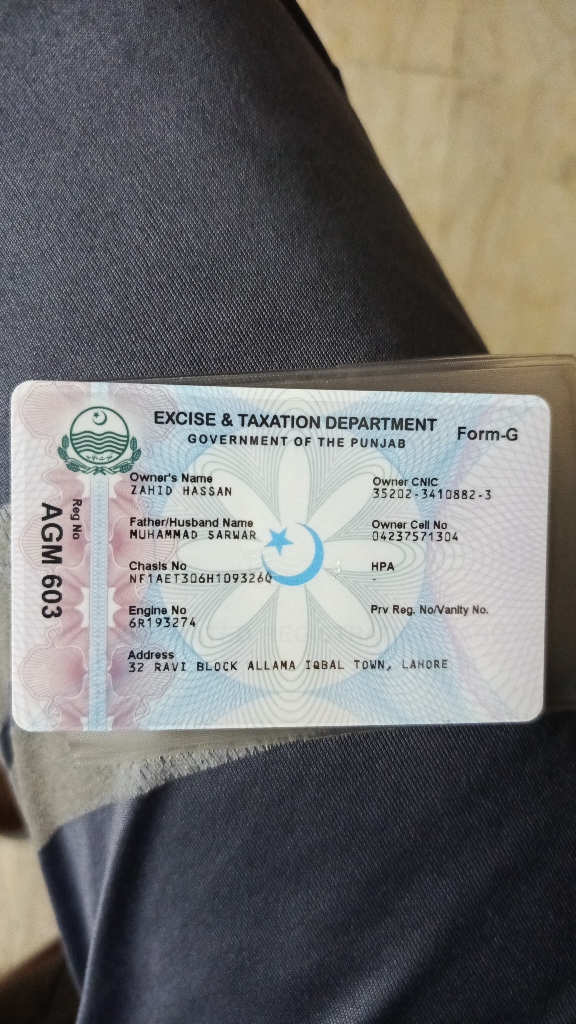 EXCISE & TAXATION DEPARTMENT
GOVERNMENT OF THE PUNJAB
Form-G
Reg No
AGM 603
Owner's Name
ZAHID HASSAN
Owner CNIC
35202-3410882-3
Father/Husband Name
MUHAMMAD SARWAR
Owner Cell No
04237571304
Chasis No
NF1AET306H1093260
HPA
-
Engine No
6R193274
Prv Reg. No/Vanity No.
Address
32 RAVI BLOCK ALLAMA IQBAL TOWN, LAHORE